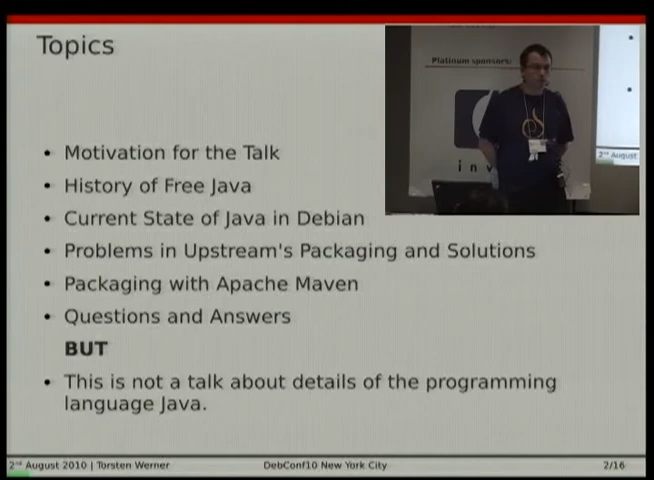 Topics
Platinum sponsors:
i n v
2nd August
• Motivation for the Talk
• History of Free Java
• Current State of Java in Debian
• Problems in Upstream's Packaging and Solutions
• Packaging with Apache Maven
• Questions and Answers
BUT
• This is not a talk about details of the programming
language Java.
2nd August 2010 | Torsten Werner DebConf10 New York City 2/16